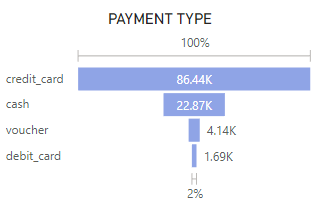 PAYMENT TYPE
100%
credit_card 86.44K
cash 22.87K
voucher 4.14K
debit_card 1.69K
2%